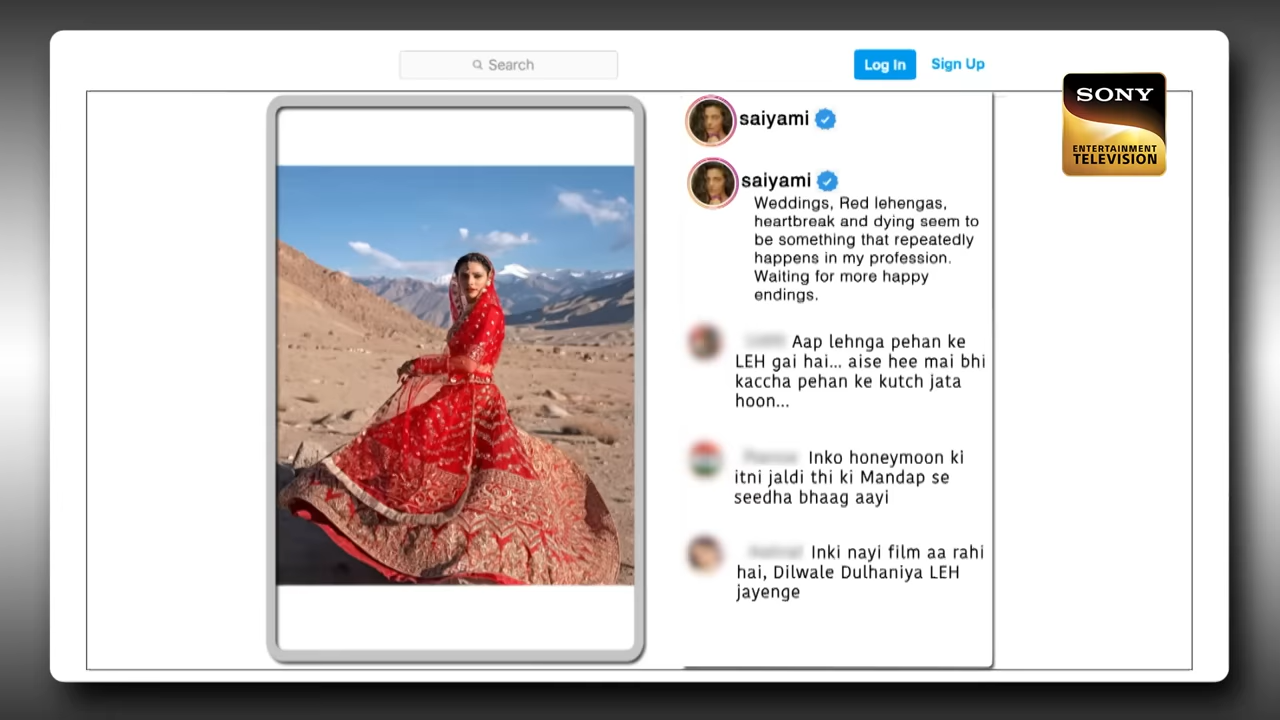 Search
Log In
Sign Up
SONY
ENTERTAINMENT
TELEVISION
saiyami
saiyami
Weddings, Red lehengas,
heartbreak and dying seem to
be something that repeatedly
happens in my profession.
Waiting for more happy
endings.
Aap lehnga pehan ke
LEH gai hai... aise hee mai bhi
kaccha pehan ke kutch jata
hoon...
Inko honeymoon ki
itni jaldi thi ki Mandap se
seedha bhaag aayi
Inki nayi film aa rahi
hai, Dilwale Dulhaniya LEH
jayenge